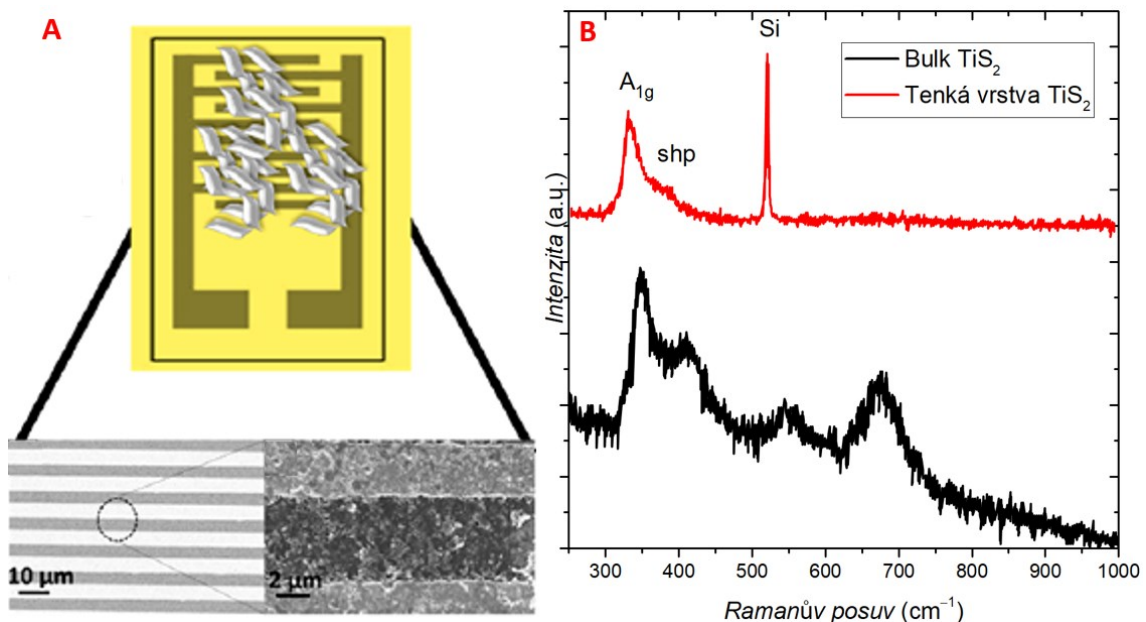 A
10 µm
2 µm
B
Si
A1g
shp
Bulk TiS2
Tenká vrstva TiS2
Intenzita (a.u.)
300 400 500 600 700 800 900 1000
Ramanův posuv (cm−1)